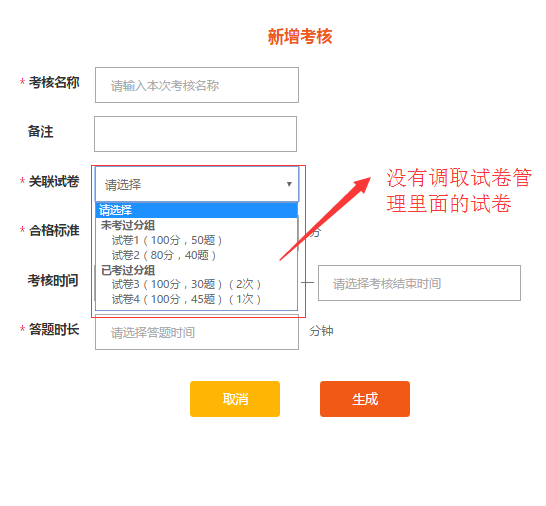 新增考核
* 考核名称 请输入本次考核名称
备注
* 关联试卷 请选择
请选择
未考过分组
试卷1（100分，50题）
试卷2（80分，40题）
已考过分组
试卷3（100分，30题）（2次）
试卷4（100分，45题）（1次）
没有调取试卷管
理里面的试卷
* 合格标准 分
考核时间 — 请选择考核结束时间
* 答题时长 请选择答题时间 分钟
取消 生成